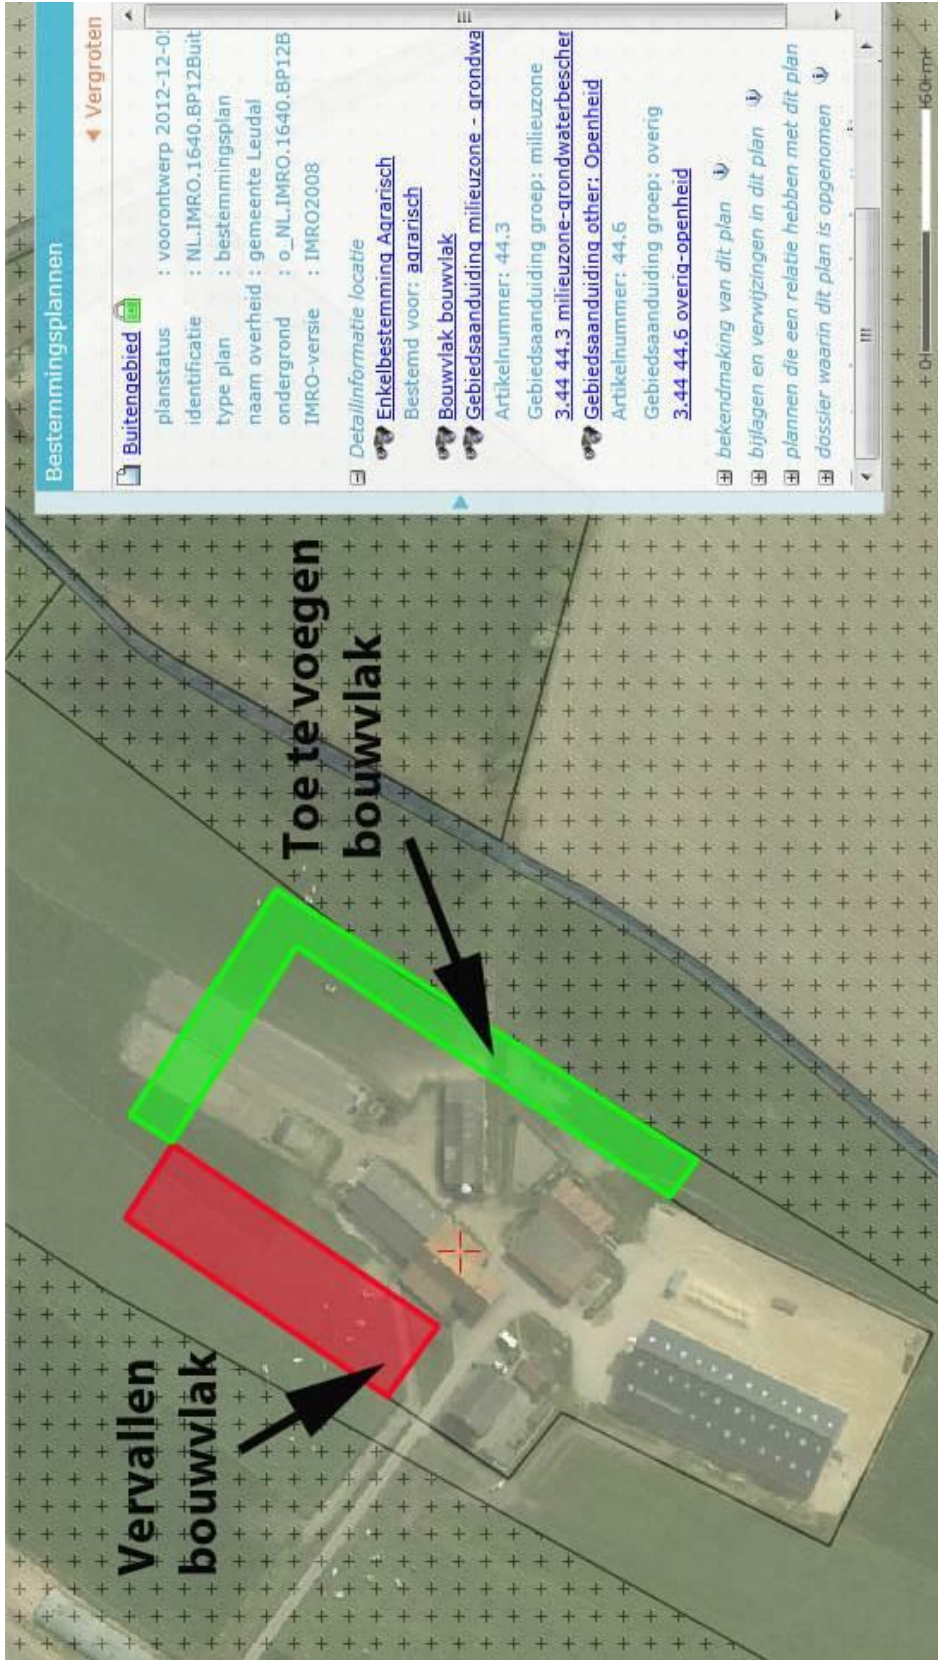 Bestemmingsplannen
Vergroten
Buitengebied
planstatus : voorontwerp 2012-12-0
identificatie : NL.IMRO.1640.BP12Buit
type plan : bestemmingsplan
naam overheid : gemeente Leudal
ondergrond : o_NL.IMRO.1640.BP12B
IMRO-versie : IMRO2008
Detailinformatie locatie
Enkelbestemming Agrarisch
Bestemd voor: agrarisch
Bouwvlak bouwvlak
Gebiedsaanduiding milieuzone - grondwa
Artikelnummer: 44.3
Gebiedsaanduiding groep: milieuzone
3.44 44.3 milieuzone-grondwaterbescher
Gebiedsaanduiding other: Openheid
Artikelnummer: 44.6
Gebiedsaanduiding groep: overig
3.44 44.6 overig-openheid
bekendmaking van dit plan
bijlagen en verwijzingen in dit plan
plannen die een relatie hebben met dit plan
dossier waarin dit plan is opgenomen
Toe te voegen
bouwvlak
Vervallen
bouwvlak
0 60 m